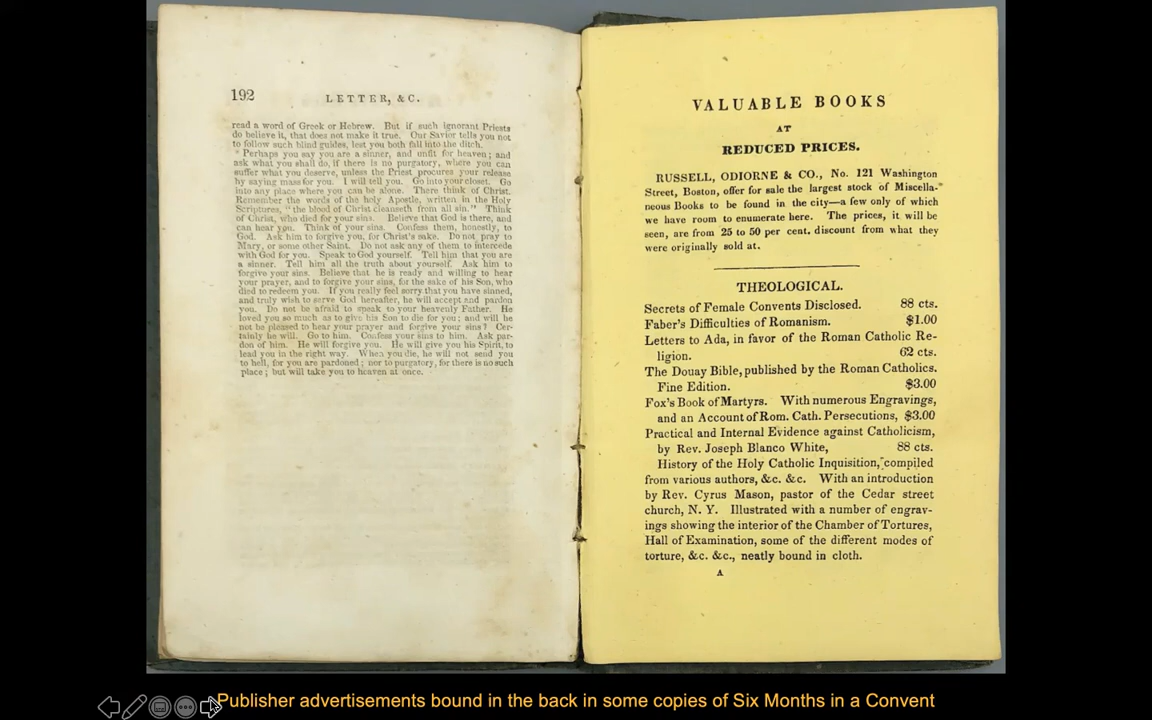 192
LETTER, &C.
read a word of Greek or Hebrew. But if such ignorant Priests
do believe it, that does not make it true. Our Savior tells you not
to follow such blind guides, lest you both fall into the ditch.
Perhaps you say you are a sinner, and unfit for heaven; and
ask what you shall do, if there is no purgatory, where you can
suffer what you deserve, unless the Priest procures your release
by saying mass for you. I will tell you. Go into your closet. Go
into any place where you can be alone. There think of Christ.
Remember the words of the holy Apostle, written in the Holy
Scriptures, "the blood of Christ cleanseth from all sin." Think
of Christ, who died for your sins. Believe that God is there, and
can hear you. Think of your sins. Confess them, honestly, to
God. Ask him to forgive you, for Christ's sake. Do not pray to
Mary, or some other Saint. Do not ask any of them to intercede
with God for you. Speak to God yourself. Tell him that you are
a sinner. Tell him all the truth about yourself. Ask him to
forgive your sins. Believe that he is ready and willing to hear
your prayer, and to forgive your sins, for the sake of his Son, who
died to redeem you. If you really feel sorry that you have sinned,
and truly wish to serve God hereafter, he will accept and pardon
you. Do not be afraid to speak to your heavenly Father. He
loved you so much as to give his Son to die for you; and will he
not be pleased to hear your prayer and forgive your sins? Cer-
tainly he will. Go to him. Confess your sins to him. Ask par-
don of him. He will forgive you. He will give you his Spirit, to
lead you in the right way. When you die, he will not send you
to hell, for you are pardoned; nor to purgatory, for there is no such
place; but will take you to heaven at once.
VALUABLE BOOKS
AT
REDUCED PRICES.
RUSSELL, ODIORNE & CO., No. 121 Washington
Street, Boston, offer for sale the largest stock of Miscella-
neous Books to be found in the city—a few only of which
we have room to enumerate here. The prices, it will be
seen, are from 25 to 50 per cent. discount from what they
were originally sold at.
THEOLOGICAL.
Secrets of Female Convents Disclosed. 88 cts.
Faber's Difficulties of Romanism. $1.00
Letters to Ada, in favor of the Roman Catholic Re-
ligion. 62 cts.
The Douay Bible, published by the Roman Catholics.
Fine Edition. $3.00
Fox's Book of Martyrs. With numerous Engravings,
and an Account of Rom. Cath. Persecutions, $3.00
Practical and Internal Evidence against Catholicism,
by Rev. Joseph Blanco White, 88 cts.
History of the Holy Catholic Inquisition, compiled
from various authors, &c. &c. With an introduction
by Rev. Cyrus Mason, pastor of the Cedar street
church, N. Y. Illustrated with a number of engrav-
ings showing the interior of the Chamber of Tortures,
Hall of Examination, some of the different modes of
torture, &c. &c., neatly bound in cloth.
A
Publisher advertisements bound in the back in some copies of Six Months in a Convent